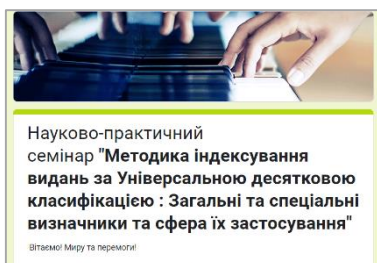 Науково-практичний
семінар "Методика індексування
видань за Універсальною десятковою
класифікацією : Загальні та спеціальні
визначники та сфера їх застосування"
Вітаємо! Миру та перемоги!